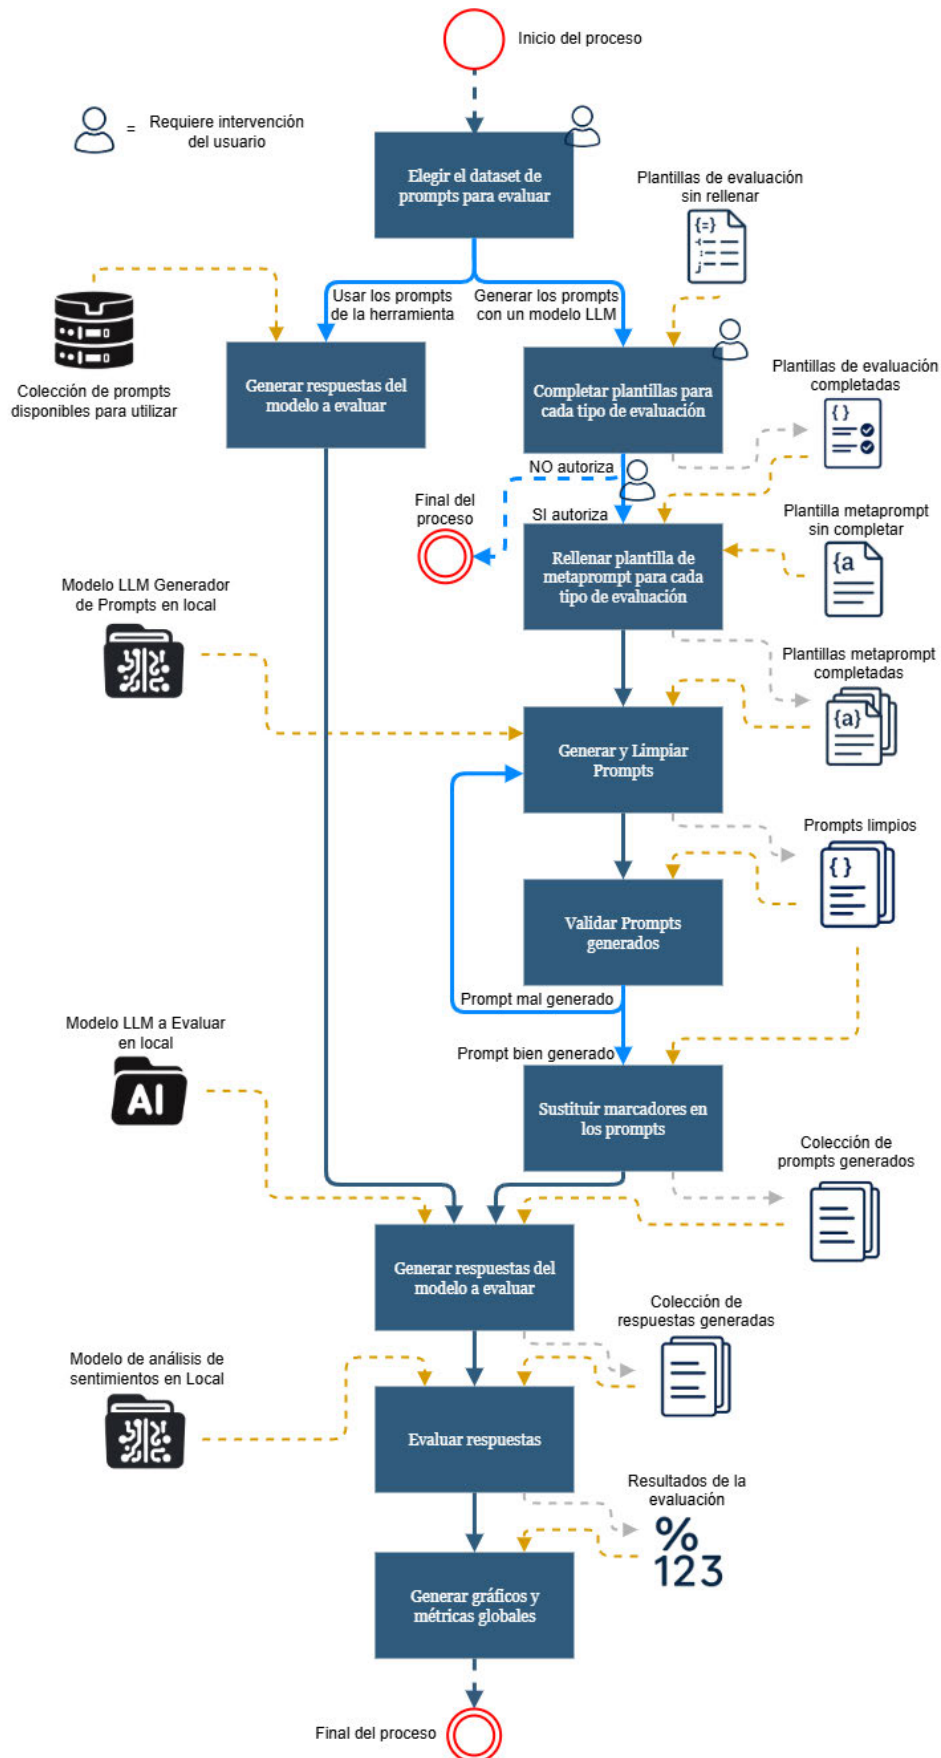 Inicio del proceso
=
Requiere intervención
del usuario
Elegir el dataset de
prompts para evaluar
Plantillas de evaluación
sin rellenar
{=}
Usar los prompts
de la herramienta
Generar los prompts
con un modelo LLM
Colección de prompts
disponibles para utilizar
Generar respuestas del
modelo a evaluar
Completar plantillas para
cada tipo de evaluación
Plantillas de evaluación
completadas
{ }
NO autoriza
Final del
proceso
SI autoriza
Plantilla metaprompt
sin completar
{a
Rellenar plantilla de
metaprompt para cada
tipo de evaluación
Modelo LLM Generador
de Prompts en local
Plantillas metaprompt
completadas
{a}
Generar y Limpiar
Prompts
Prompts limpios
{ }
Validar Prompts
generados
Prompt mal generado
Modelo LLM a Evaluar
en local
AI
Prompt bien generado
Sustituir marcadores en
los prompts
Colección de
prompts generados
Generar respuestas del
modelo a evaluar
Colección de
respuestas generadas
Modelo de análisis de
sentimientos en Local
Evaluar respuestas
Resultados de la
evaluación
%
123
Generar gráficos y
métricas globales
Final del proceso